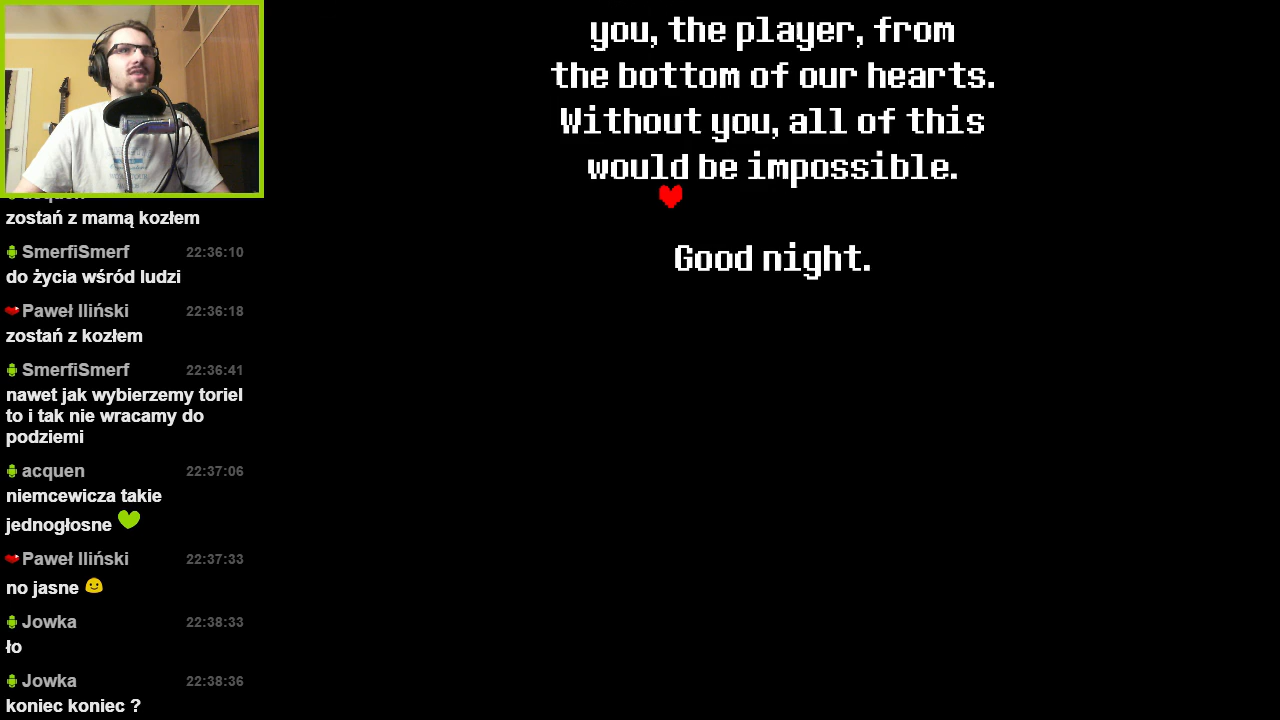 you, the player, from
the bottom of our hearts.
Without you, all of this
would be impossible.
Good night.
zostań z mamą kozłem
SmerfiSmerf 22:36:10
do życia wśród ludzi
Paweł Iliński 22:36:18
zostań z kozłem
SmerfiSmerf 22:36:41
nawet jak wybierzemy toriel
to i tak nie wracamy do
podziemi
acquen 22:37:06
niemcewicza takie
jednogłosne
Paweł Iliński 22:37:33
no jasne
Jowka 22:38:33
ło
Jowka 22:38:36
koniec koniec ?